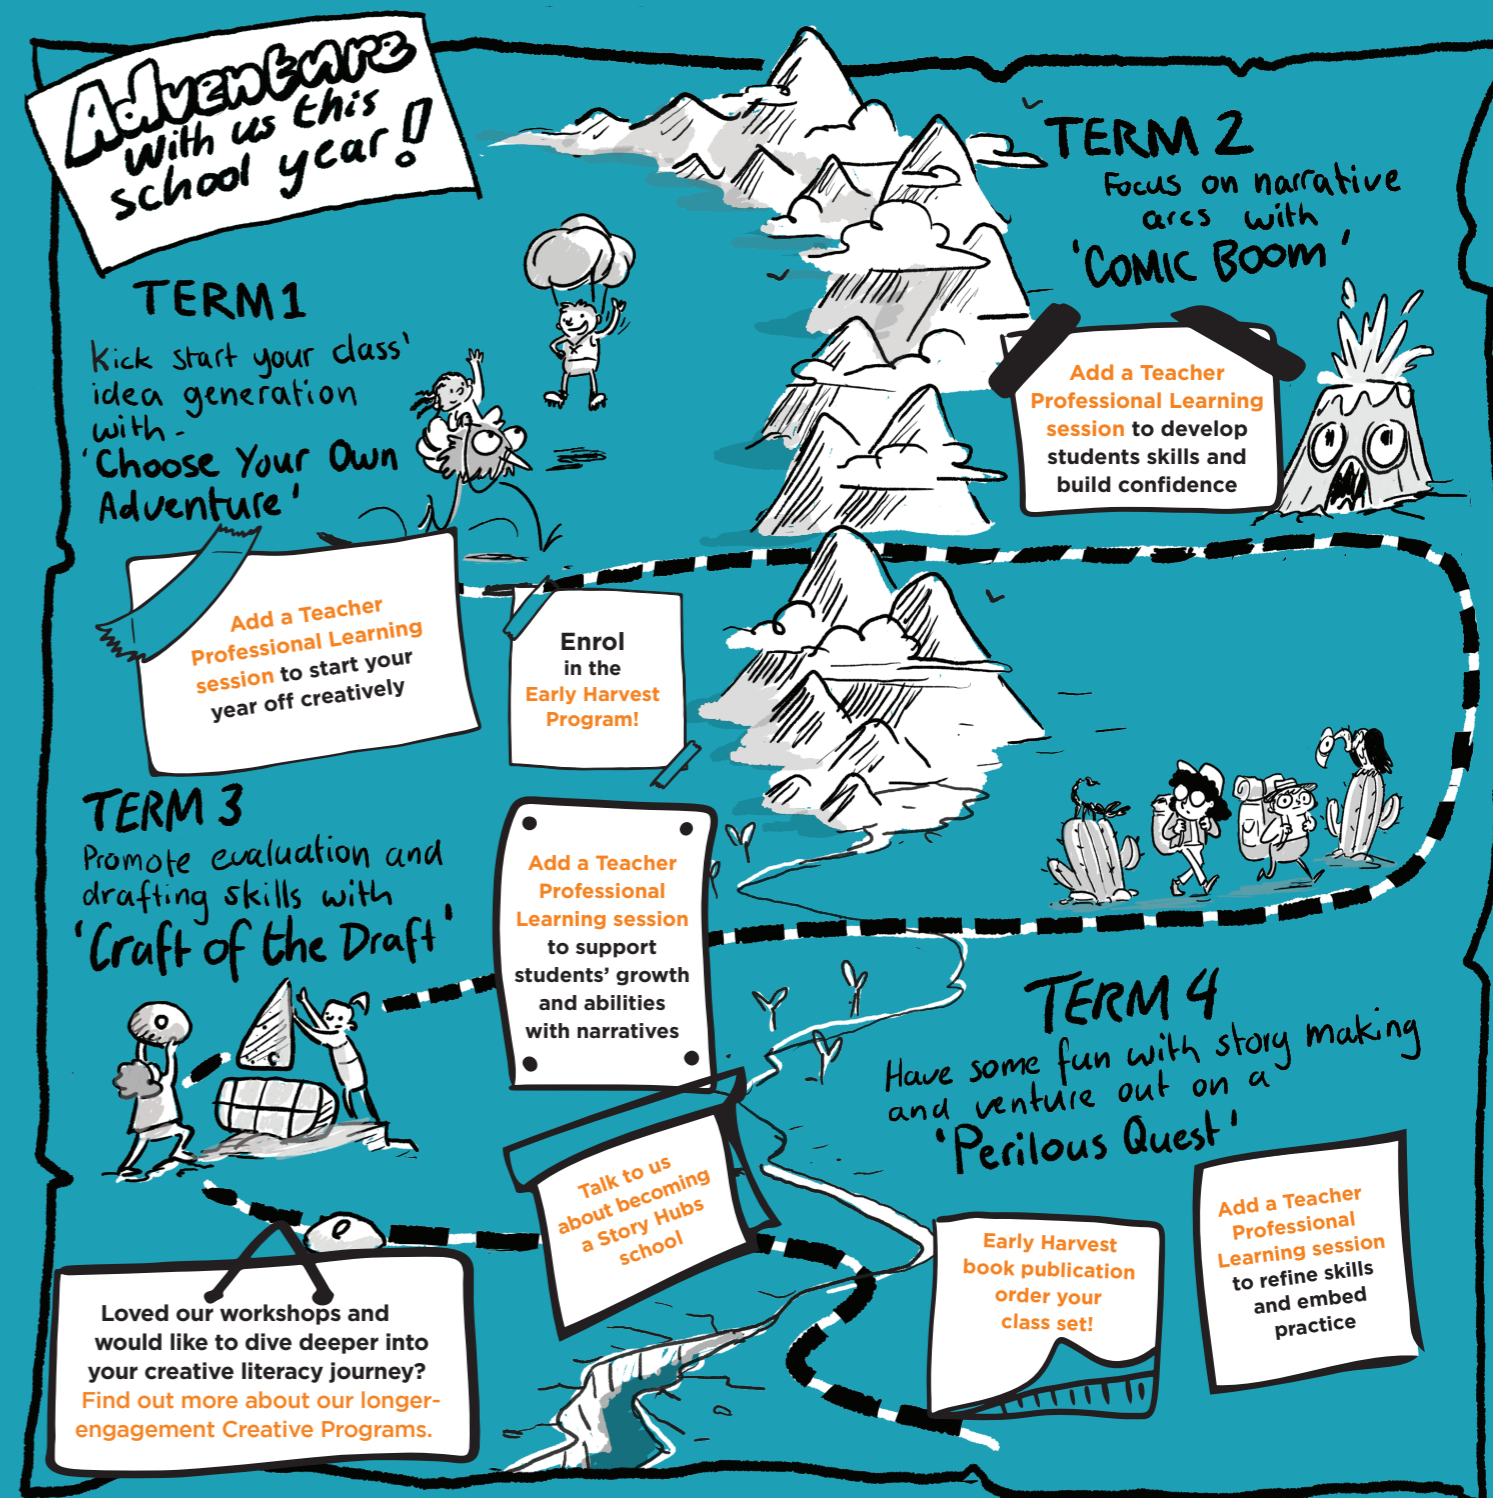 Adventure
with us this
school year!
TERM 1
Kick start your class'
idea generation
with -
'Choose Your Own
Adventure'
Add a Teacher
Professional Learning
session to start your
year off creatively
Enrol
in the
Early Harvest
Program!
TERM 2
Focus on narrative
arcs with
'COMIC BOOM'
Add a Teacher
Professional Learning
session to develop
students skills and
build confidence
TERM 3
Promote evaluation and
drafting skills with
'Craft of the Draft'
Add a Teacher
Professional
Learning session
to support
students’ growth
and abilities
with narratives
Talk to us
about becoming
a Story Hubs
school
TERM 4
Have some fun with story making
and venture out on a
'Perilous Quest'
Early Harvest
book publication
order your
class set!
Add a Teacher
Professional
Learning session
to refine skills
and embed
practice
Loved our workshops and
would like to dive deeper into
your creative literacy journey?
Find out more about our longer-
engagement Creative Programs.